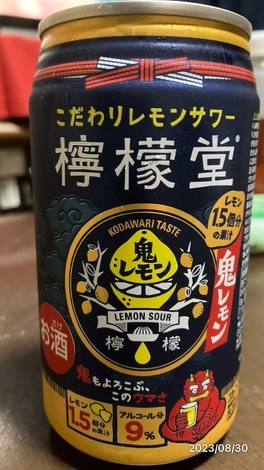 こだわりレモンサワー
檸檬堂®
レモン
1.5個分
の果汁
KODAWARI TASTE
鬼
レモン
LEMON SOUR
檸 檬
鬼レモン
お酒
鬼もよろこぶ、
このウマさ
レモン
1.5個分
の果汁
アルコール分
9%
2023/08/30